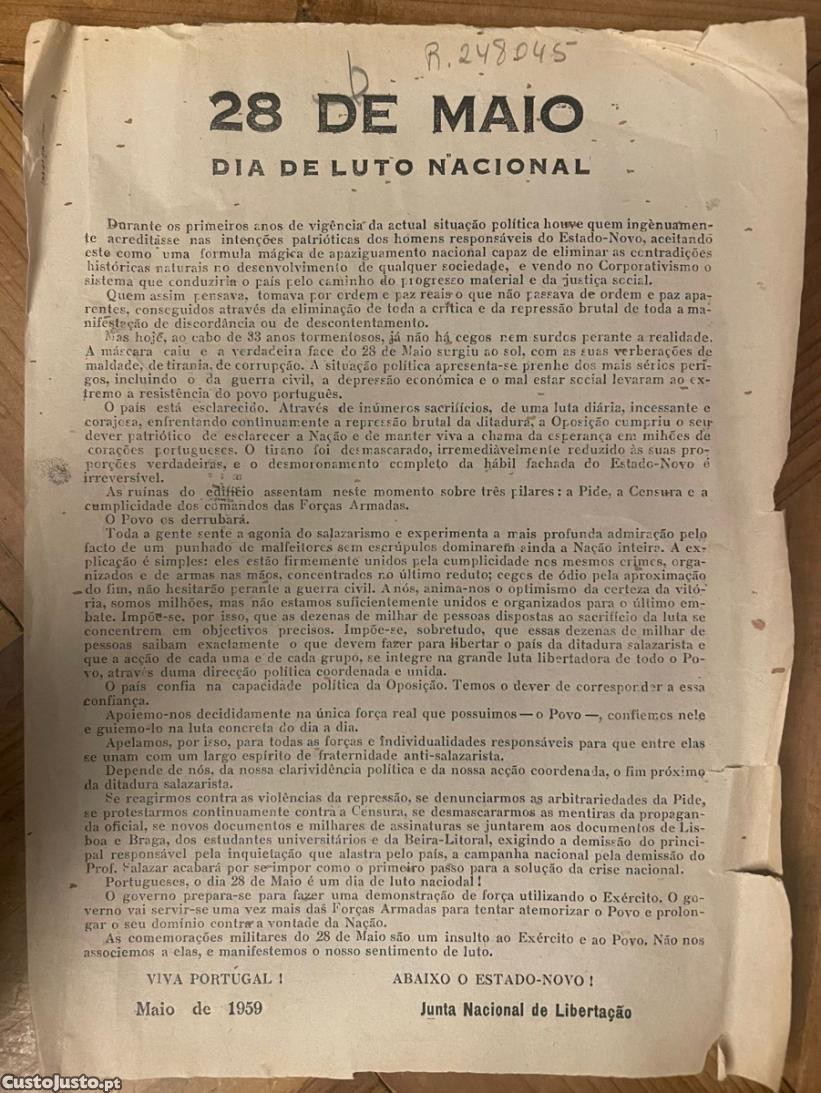 R.248045
28 DE MAIO
DIA DE LUTO NACIONAL
Durante os primeiros anos de vigência da actual situação política houve quem ingènuamen-
te acreditásse nas intenções patrióticas dos homens responsáveis do Estado-Novo, aceitando
este como uma formula mágica de apaziguamento nacional capaz de eliminar as contradições
históricas naturais no desenvolvimento de qualquer sociedade, e vendo no Corporativismo o
sistema que conduziria o país pelo caminho do progresso material e da justiça social.
Quem assim pensava, tomava por ordem e paz reais o que não passava de ordem e paz apa-
rentes, conseguidos através da eliminação de toda a crítica e da repressão brutal de toda a ma-
nifestação de discordância ou de descontentamento.
Mas hoje, ao cabo de 33 anos tormentosos, já não há cegos nem surdos perante a realidade.
A máscara caiu e a verdadeira face do 28 de Maio surgiu ao sol, com as suas verberações de
maldade, de tirania, de corrupção. A situação política apresenta-se prenhe dos mais sérios peri-
gos, incluindo o da guerra civil, a depressão económica e o mal estar social levaram ao ex-
tremo a resistência do povo português.
O país está esclarecido. Através de inúmeros sacrifícios, de uma luta diária, incessante e
corajosa, enfrentando continuamente a repressão brutal da ditadura, a Oposição cumpriu o seu
dever patriótico de esclarecer a Nação e de manter viva a chama da esperança em mihões de
corações portugueses. O tirano foi desmascarado, irremediàvelmente reduzido às suas pro-
porções verdadeiras, e o desmoronamento completo da hábil fachada do Estado-Novo é
irreversível.
As ruínas do edifício assentam neste momento sobre três pilares: a Pide, a Censura e a
cumplicidade dos comandos das Forças Armadas.
O Povo os derrubará.
Toda a gente sente a agonia do salazarismo e experimenta a mais profunda admiração pelo
facto de um punhado de malfeitores sem escrúpulos dominarem ainda a Nação inteira. A ex-
plicação é simples: eles estão firmemente unidos pela cumplicidade nos mesmos crimes, orga-
nizados e de armas nas mãos, concentrados no último reduto; cegos de ódio pela aproximação
do fim, não hesitarão perante a guerra civil. A nós, anima-nos o optimismo da certeza da vitó-
ria, somos milhões, mas não estamos suficientemente unidos e organizados para o último em-
bate. Impõe-se, por isso, que as dezenas de milhar de pessoas dispostas ao sacrifício da luta se
concentrem em objectivos precisos. Impõe-se, sobretudo, que essas dezenas de milhar de
pessoas saibam exactamente o que devem fazer para libertar o país da ditadura salazarista e
que a acção de cada uma e de cada grupo, se integre na grande luta libertadora de todo o Po-
vo, através duma direcção política coordenada e unida.
O país confia na capacidade política da Oposição. Temos o dever de corresponder a essa
confiança.
Apoiemo-nos decididamente na única força real que possuimos — o Povo —, confiemos nele
e guiemo-lo na luta concreta do dia a dia.
Apelamos, por isso, para todas as forças e individualidades responsáveis para que entre elas
se unam com um largo espírito de fraternidade anti-salazarista.
Depende de nós, da nossa clarividência política e da nossa acção coordenada, o fim próximo
da ditadura salazarista.
Se reagirmos contra as violências da repressão, se denunciarmos as arbitrariedades da Pide,
se protestarmos continuamente contra a Censura, se desmascararmos as mentiras da propagan-
da oficial, se novos documentos e milhares de assinaturas se juntarem aos documentos de Lis-
boa e Braga, dos estudantes universitários e da Beira-Litoral, exigindo a demissão do princi-
pal responsável pela inquietação que alastra pelo país, a campanha nacional pela demissão do
Prof. Salazar acabará por se impor como o primeiro passo para a solução da crise nacional.
Portugueses, o dia 28 de Maio é um dia de luto naciodal!
O governo prepara-se para fazer uma demonstração de força utilizando o Exército. O go-
verno vai servir-se uma vez mais das Forças Armadas para tentar atemorizar o Povo e prolon-
gar o seu domínio contra a vontade da Nação.
As comemorações militares do 28 de Maio são um insulto ao Exército e ao Povo. Não nos
associemos a elas, e manifestemos o nosso sentimento de luto.
VIVA PORTUGAL! ABAIXO O ESTADO-NOVO!
Maio de 1959 Junta Nacional de Libertação
CustoJusto.pt